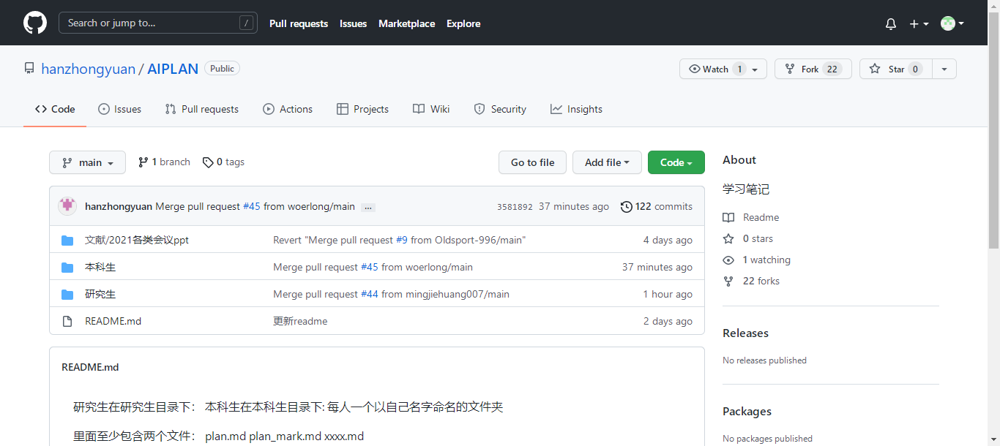 Search or jump to... /
Pull requests Issues Marketplace Explore
hanzhongyuan / AIPLAN Public
Watch 1 Fork 22 Star 0
Code Issues Pull requests Actions Projects Wiki Security Insights
main 1 branch 0 tags Go to file Add file Code
hanzhongyuan Merge pull request #45 from woerlong/main ... 3581892 37 minutes ago 122 commits
文献/2021各类会议ppt Revert "Merge pull request #9 from Oldsport-996/main" 4 days ago
本科生 Merge pull request #45 from woerlong/main 37 minutes ago
研究生 Merge pull request #44 from mingjiehuang007/main 1 hour ago
README.md 更新readme 2 days ago
README.md
研究生在研究生目录下： 本科生在本科生目录下: 每人一个以自己名字命名的文件夹
里面至少包含两个文件： plan.md plan_mark.md xxxx.md
About
学习笔记
Readme
0 stars
1 watching
22 forks
Releases
No releases published
Packages
No packages published